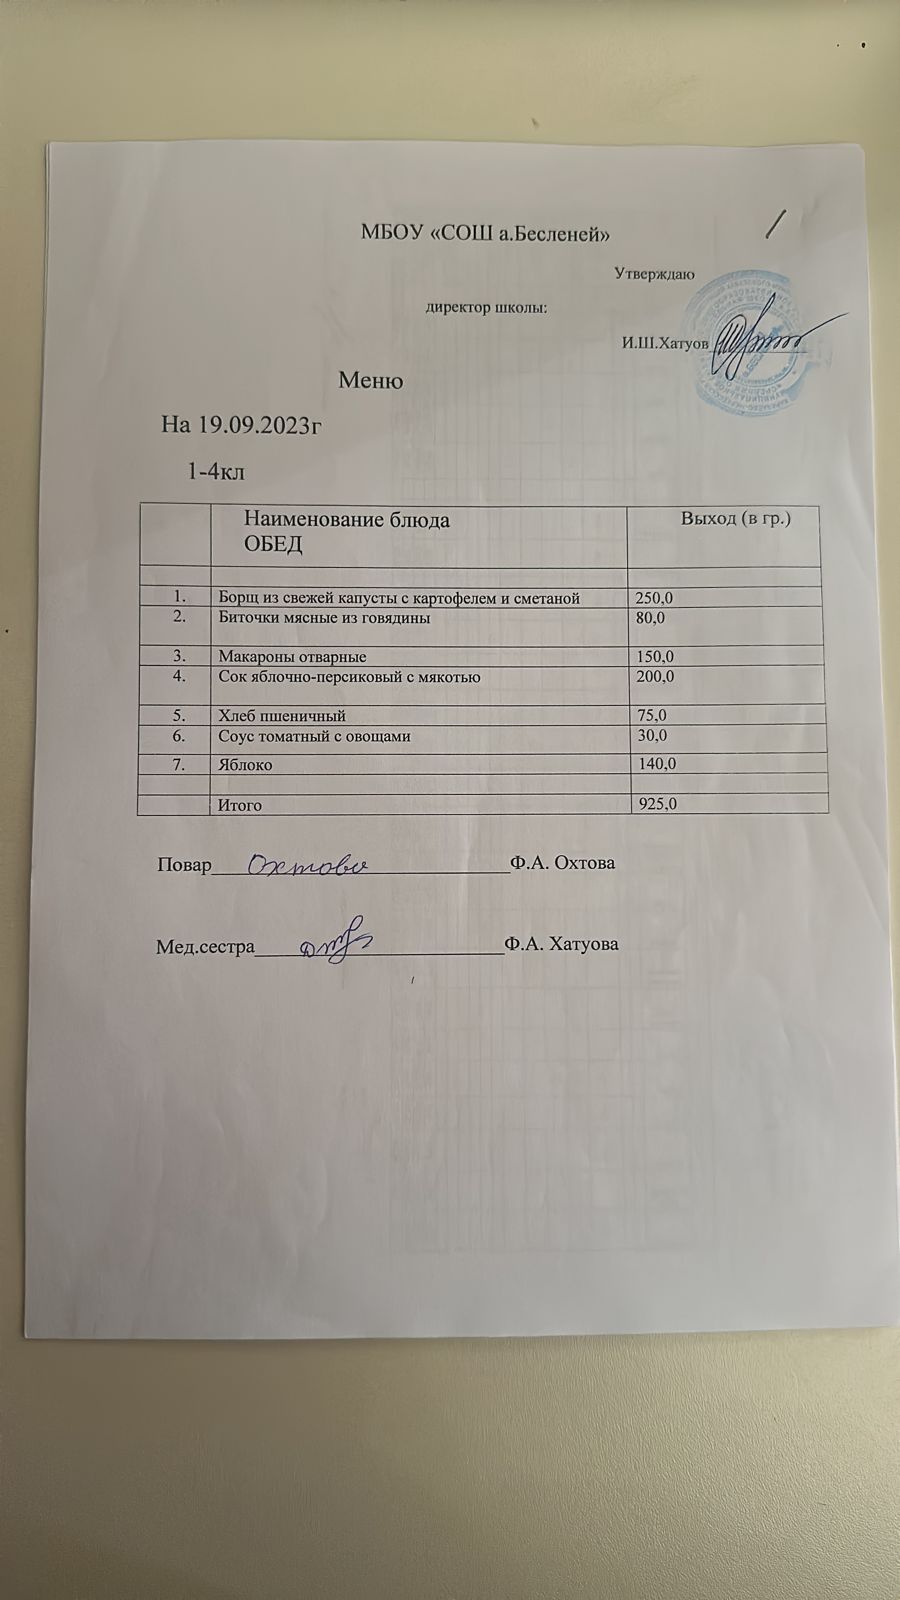 МБОУ «СОШ а.Бесленей»
Утверждаю
директор школы:
И.Ш.Хатуов
Меню
На 19.09.2023г
1-4кл
Наименование блюда Выход (в гр.)
ОБЕД
1. Борщ из свежей капусты с картофелем и сметаной 250,0
2. Биточки мясные из говядины 80,0
3. Макароны отварные 150,0
4. Сок яблочно-персиковый с мякотью 200,0
5. Хлеб пшеничный 75,0
6. Соус томатный с овощами 30,0
7. Яблоко 140,0
Итого 925,0
Повар Охтова Ф.А. Охтова
Мед.сестра Ф.А. Хатуова